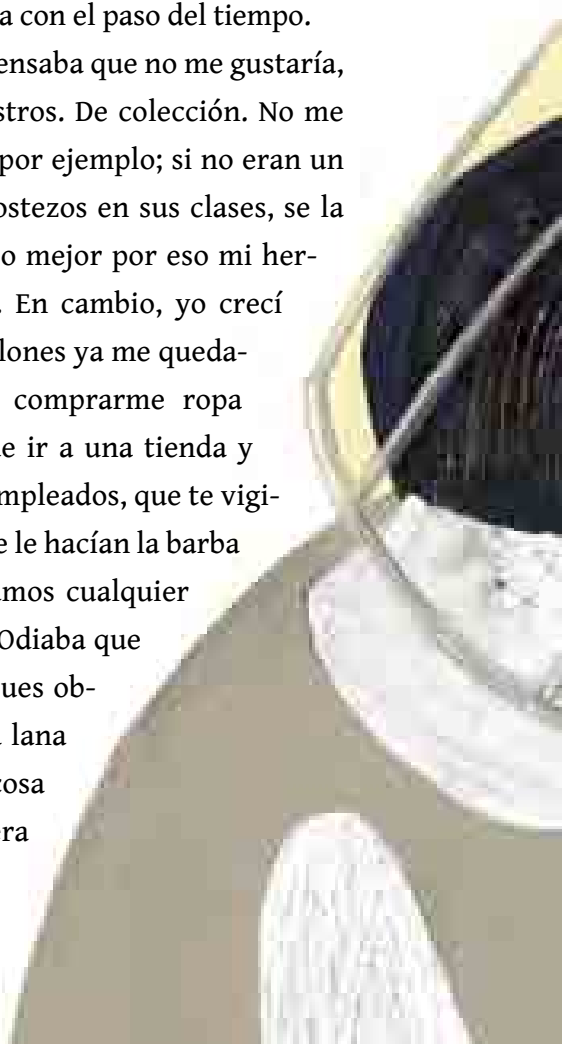 a con el paso del tiempo.
ensaba que no me gustaría,
stros. De colección. No me
por ejemplo; si no eran un
ostezos en sus clases, se la
o mejor por eso mi her-
. En cambio, yo crecí
lones ya me queda-
comprarme ropa
e ir a una tienda y
mpleados, que te vigi-
e le hacían la barba
amos cualquier
Odiaba que
ues ob-
lana
cosa
era